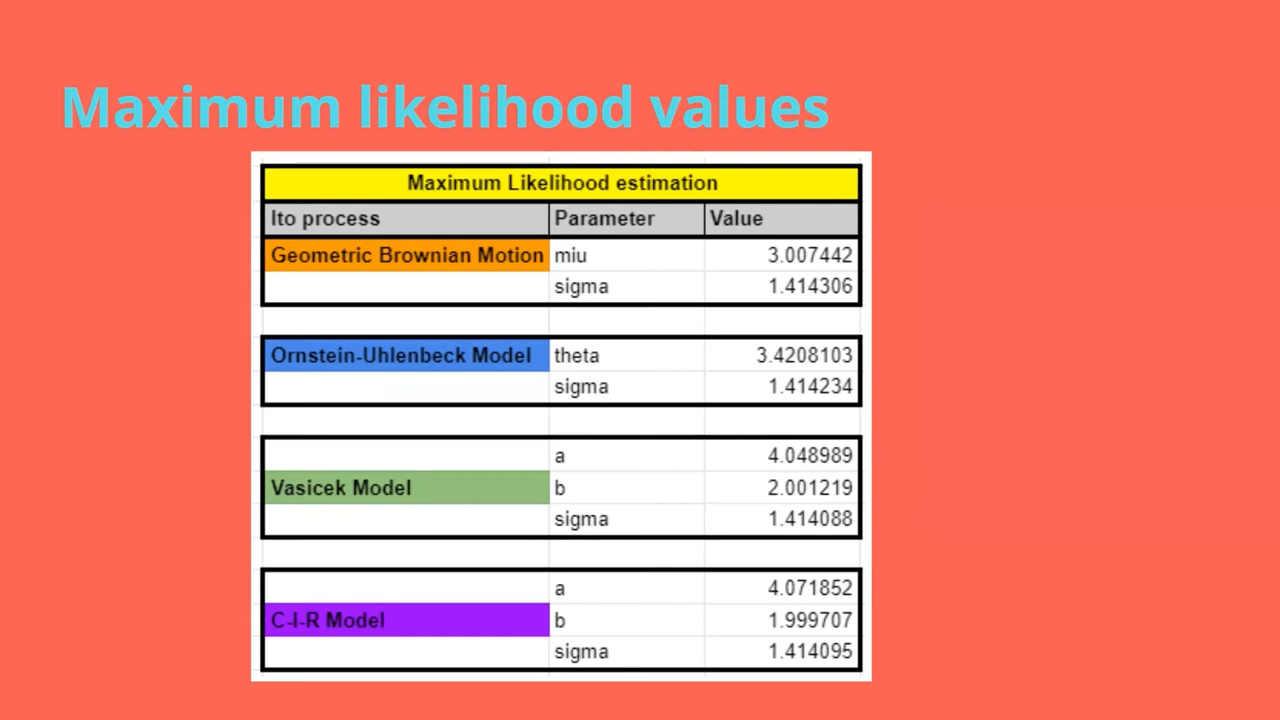 Maximum likelihood values
Maximum Likelihood estimation
Ito process Parameter Value
Geometric Brownian Motion miu 3.007442
sigma 1.414306
Ornstein-Uhlenbeck Model theta 3.4208103
sigma 1.414234
a 4.048989
Vasicek Model b 2.001219
sigma 1.414088
a 4.071852
C-I-R Model b 1.999707
sigma 1.414095